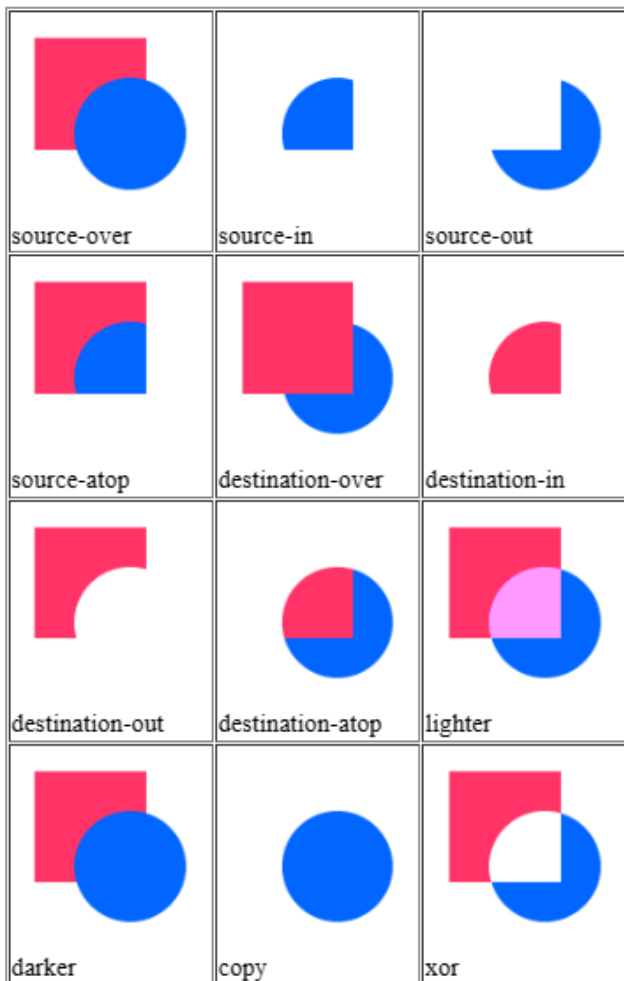 source-over
source-in
source-out
source-atop
destination-over
destination-in
destination-out
destination-atop
lighter
darker
copy
xor